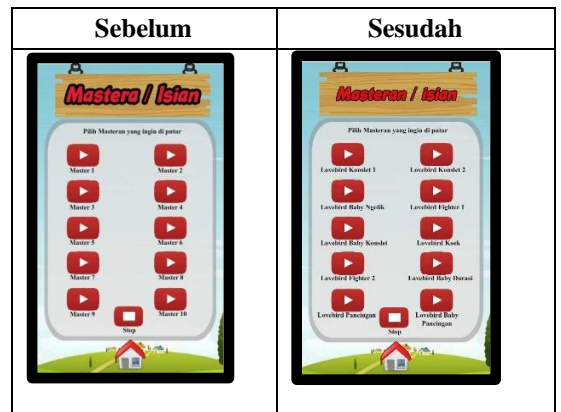 Sebelum
Sesudah
Mastera / Isian
Pilih Masteran yang ingin di putar
Master 1
Master 2
Master 3
Master 4
Master 5
Master 6
Master 7
Master 8
Master 9
Master 10
Stop
Masteran / Isian
Pilih Masteran yang ingin di putar
Lovebird Konslet 1
Lovebird Konslet 2
Lovebird Baby Ngetik
Lovebird Fighter 1
Lovebird Baby Konslet
Lovebird Koek
Lovebird Fighter 2
Lovebird Baby Durasi
Lovebird Pancingan
Lovebird Baby
Pancingan
Stop